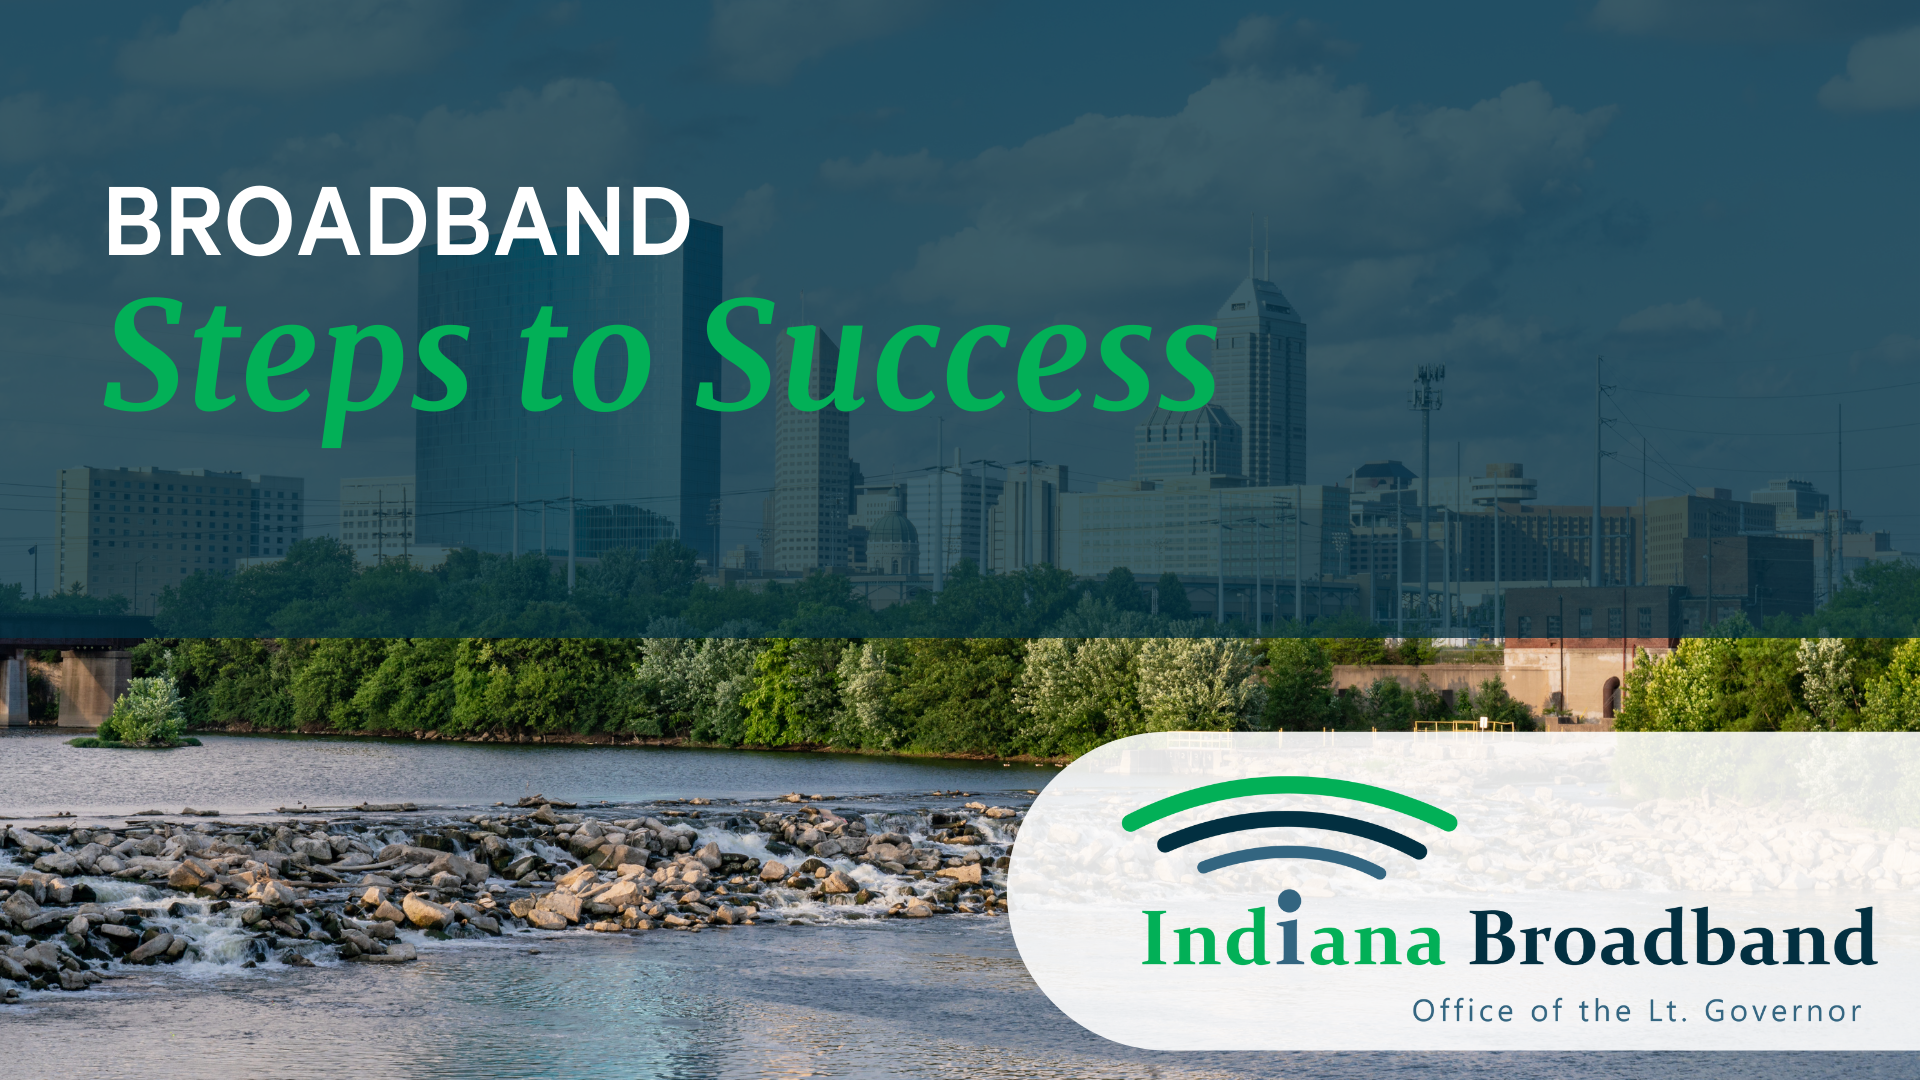 BROADBAND
Steps to Success
Indiana Broadband
Office of the Lt. Governor